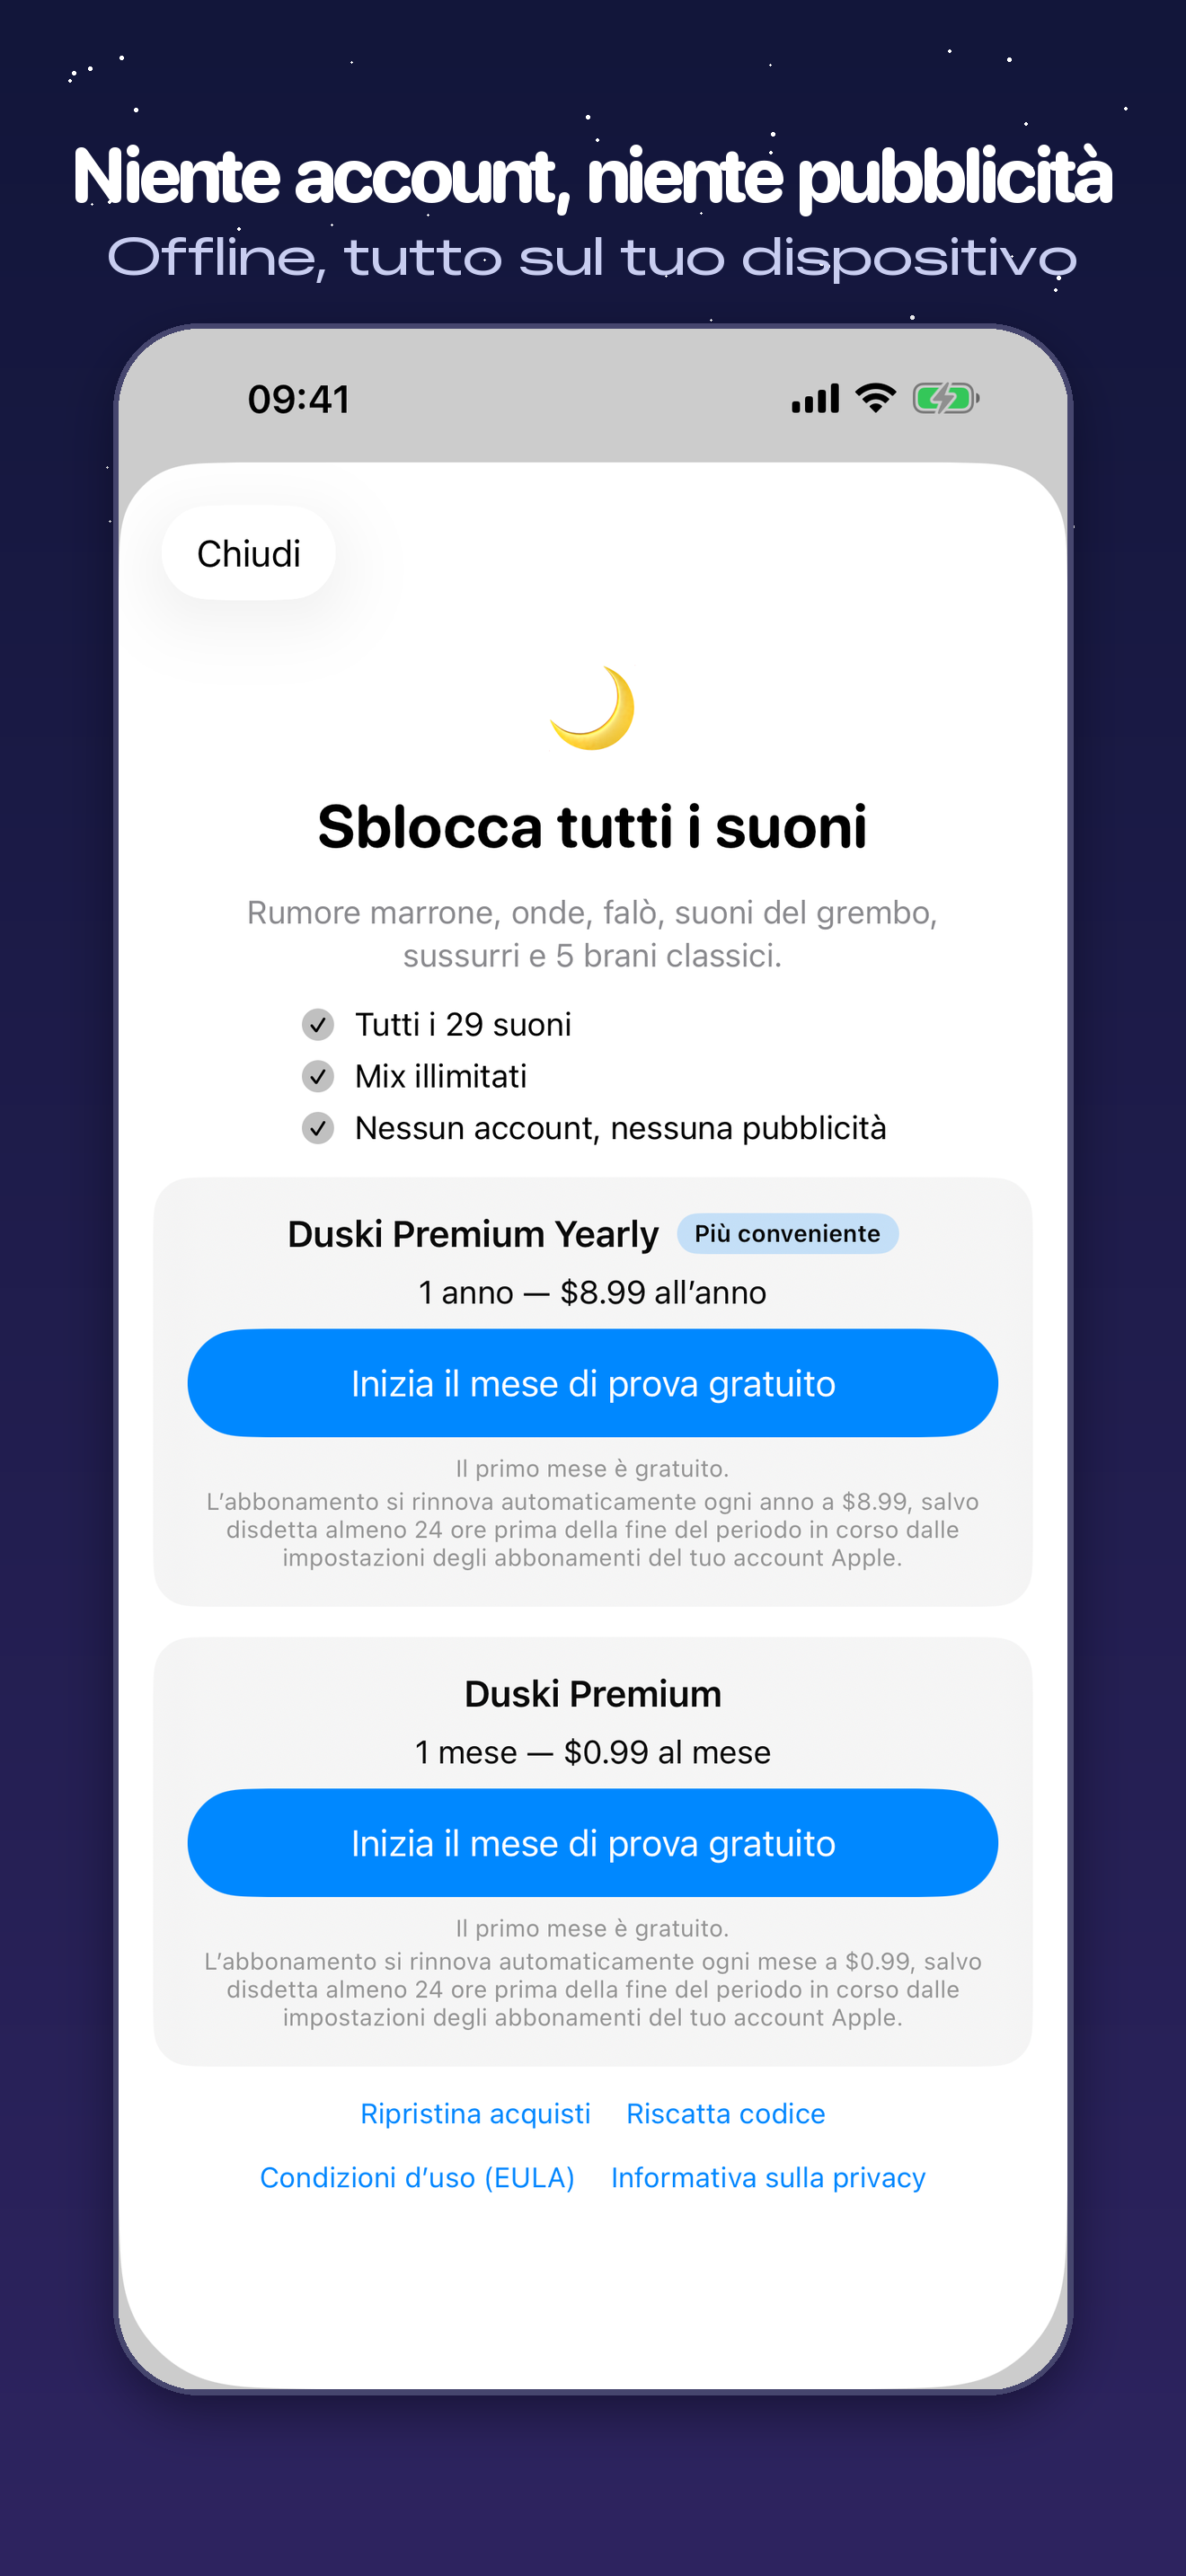 Niente account, niente pubblicità
Offline, tutto sul tuo dispositivo
09:41
Chiudi
Sblocca tutti i suoni
Rumore marrone, onde, falò, suoni del grembo,
sussurri e 5 brani classici.
Tutti i 29 suoni
Mix illimitati
Nessun account, nessuna pubblicità
Duski Premium Yearly Più conveniente
1 anno — $8.99 all’anno
Inizia il mese di prova gratuito
Il primo mese è gratuito.
L’abbonamento si rinnova automaticamente ogni anno a $8.99, salvo
disdetta almeno 24 ore prima della fine del periodo in corso dalle
impostazioni degli abbonamenti del tuo account Apple.
Duski Premium
1 mese — $0.99 al mese
Inizia il mese di prova gratuito
Il primo mese è gratuito.
L’abbonamento si rinnova automaticamente ogni mese a $0.99, salvo
disdetta almeno 24 ore prima della fine del periodo in corso dalle
impostazioni degli abbonamenti del tuo account Apple.
Ripristina acquisti Riscatta codice
Condizioni d’uso (EULA) Informativa sulla privacy